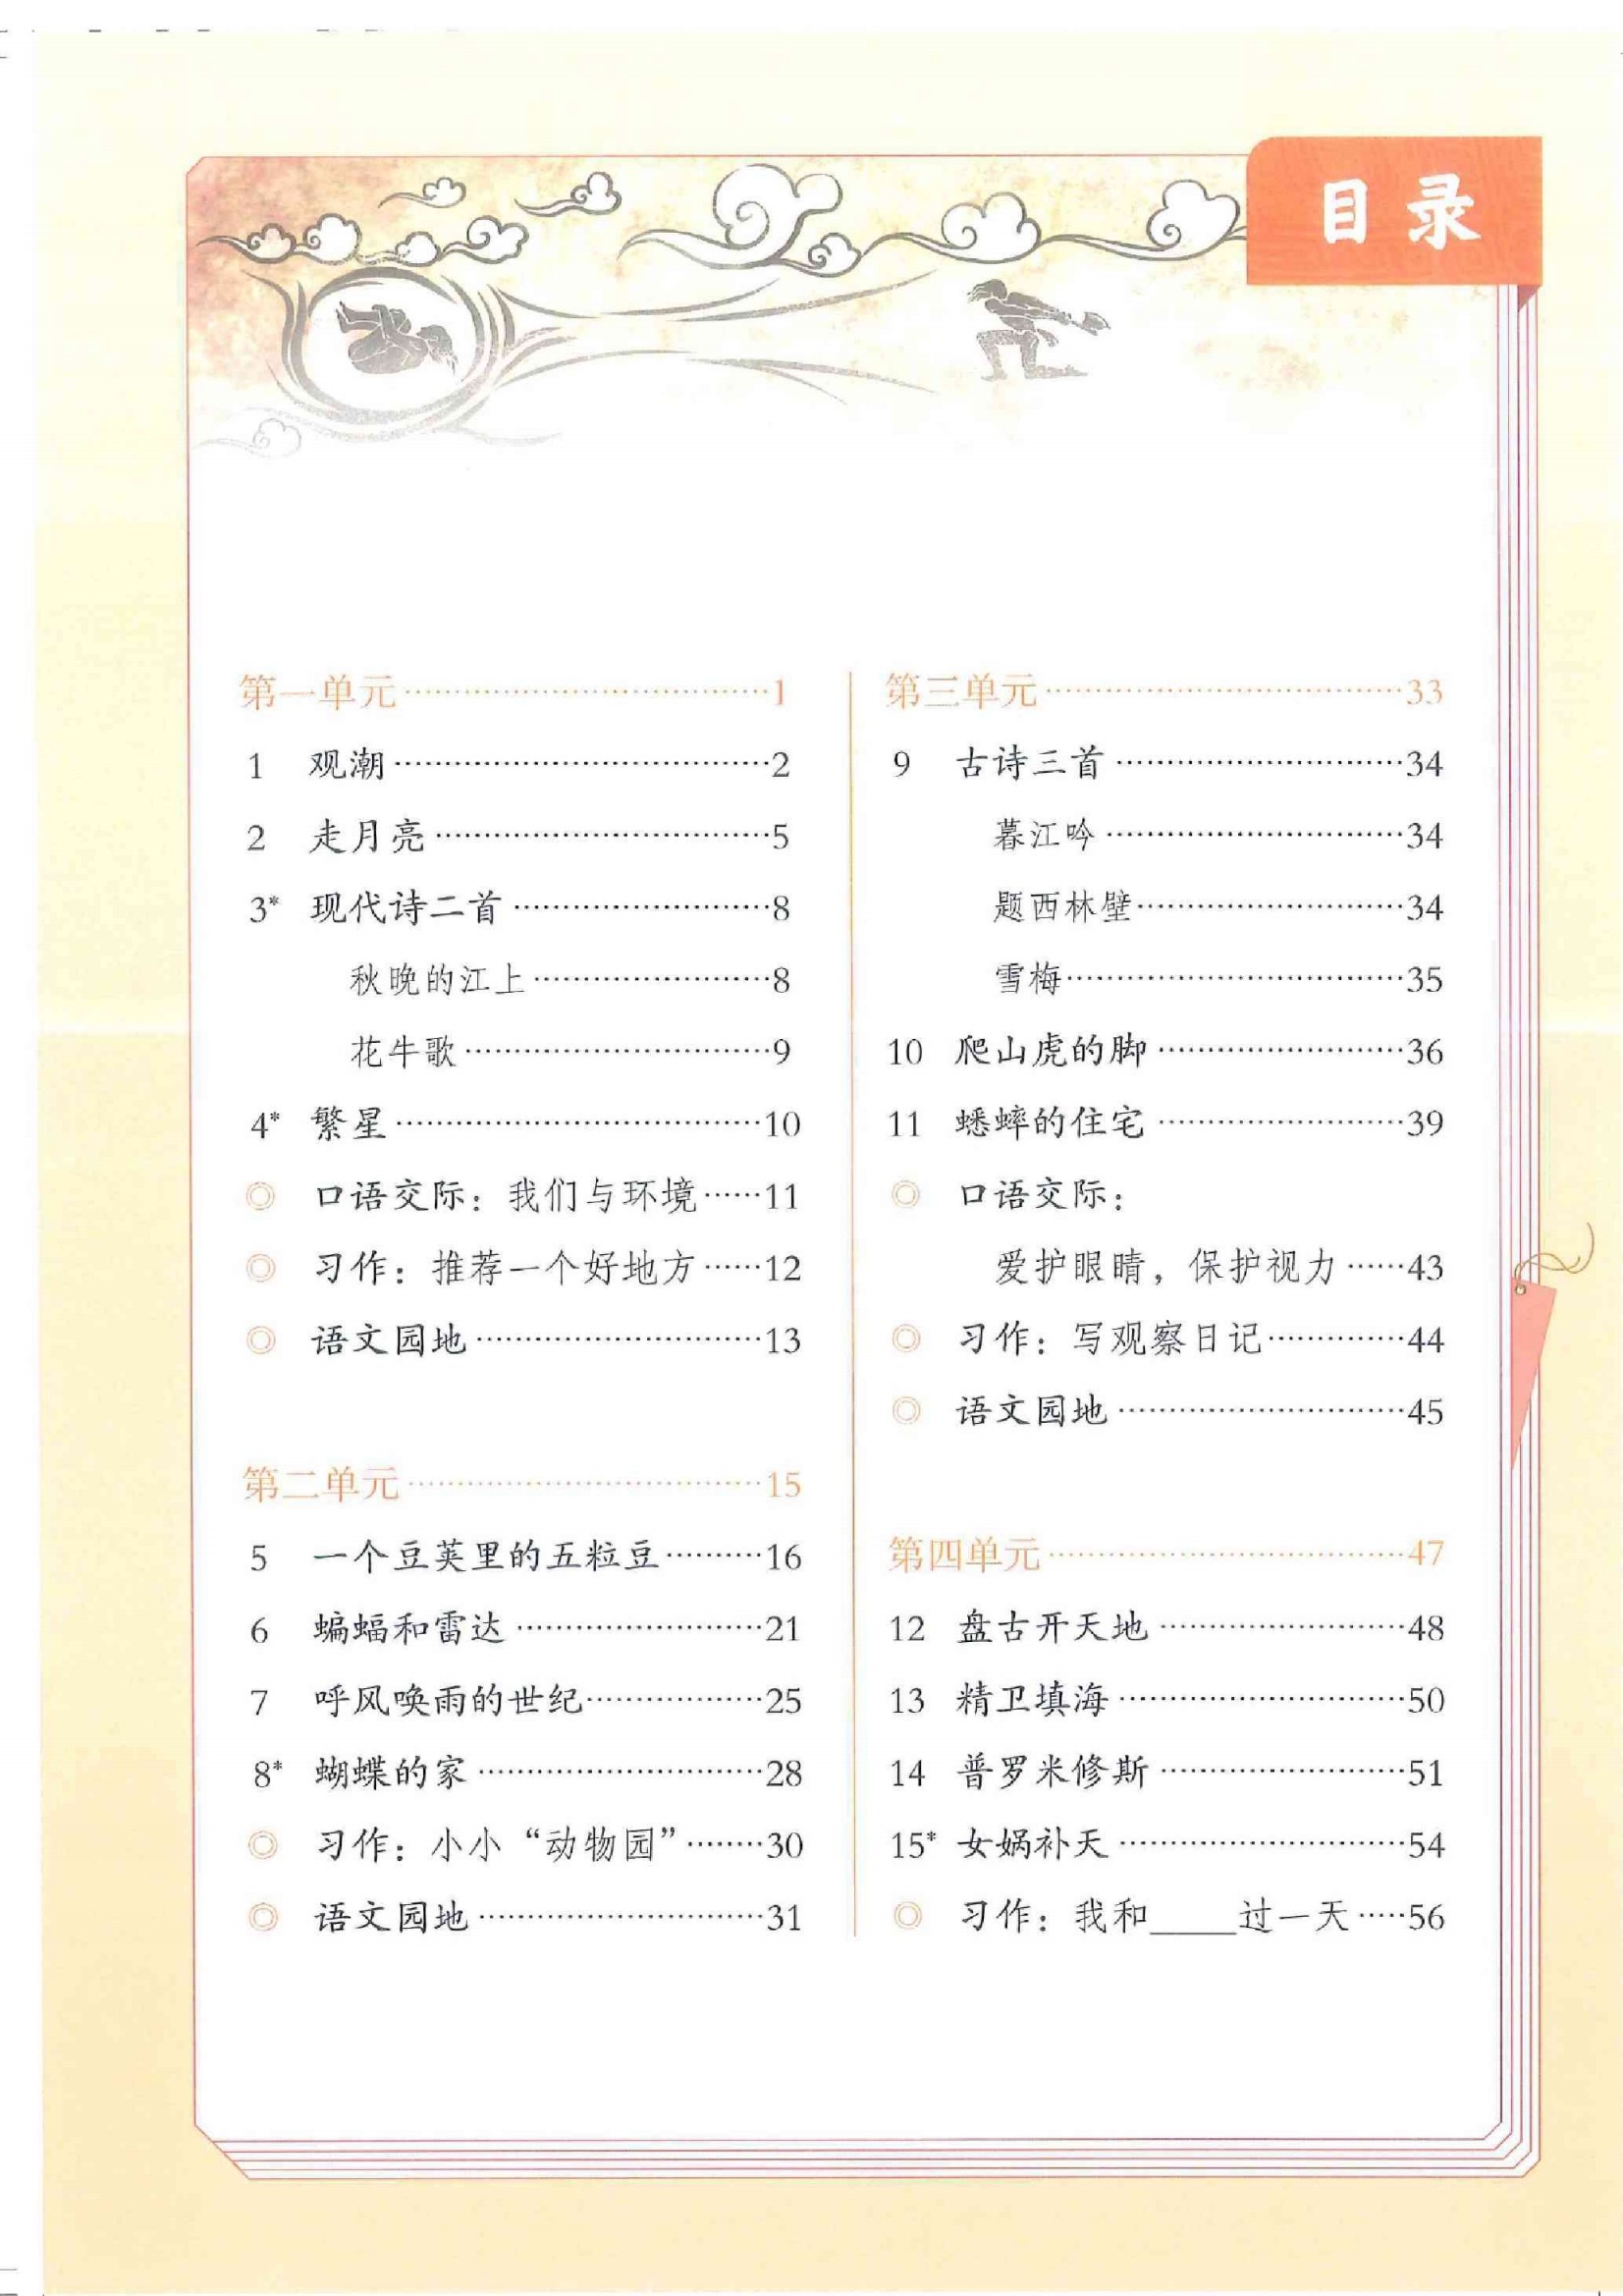 目录
第一单元……………………………1
1 观潮……………………………2
2 走月亮……………………………5
3* 现代诗二首……………………8
秋晚的江上……………………8
花牛歌…………………………9
4* 繁星……………………………10
◎ 口语交际：我们与环境……11
◎ 习作：推荐一个好地方……12
◎ 语文园地………………………13
第二单元……………………………15
5 一个豆荚里的五粒豆………16
6 蝙蝠和雷达……………………21
7 呼风唤雨的世纪………………25
8* 蝴蝶的家………………………28
◎ 习作：小小“动物园”………30
◎ 语文园地………………………31
第三单元……………………………33
9 古诗三首………………………34
暮江吟…………………………34
题西林壁………………………34
雪梅……………………………35
10 爬山虎的脚……………………36
11 蟋蟀的住宅……………………39
◎ 口语交际：
爱护眼睛，保护视力……43
◎ 习作：写观察日记……………44
◎ 语文园地………………………45
第四单元……………………………47
12 盘古开天地……………………48
13 精卫填海………………………50
14 普罗米修斯……………………51
15* 女娲补天………………………54
◎ 习作：我和____过一天……56